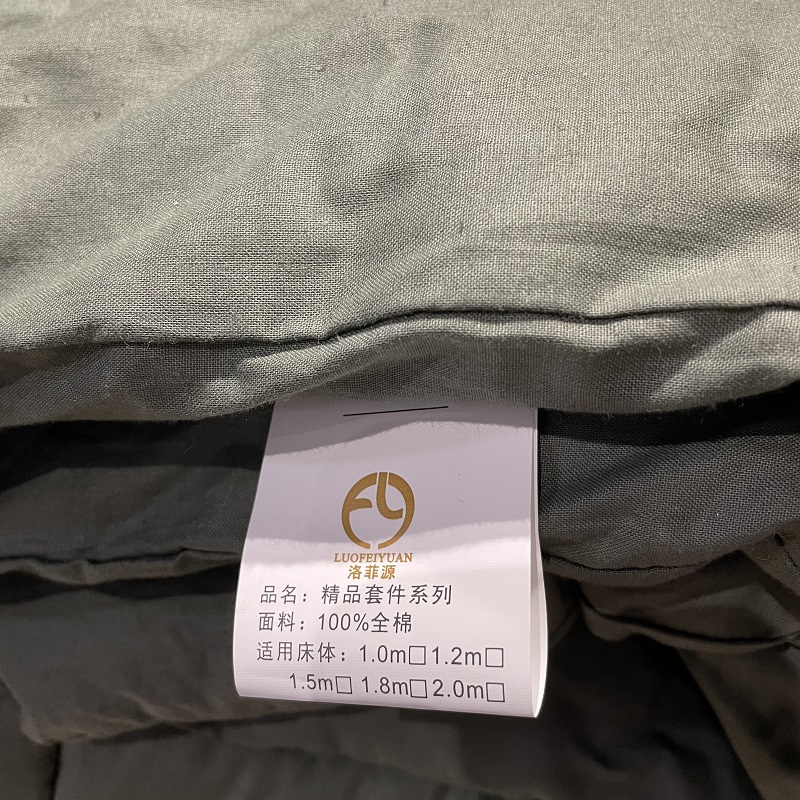 LUOFEIYUAN
洛菲源
品名：精品套件系列
面料：100%全棉
适用床体：1.0m□1.2m□
1.5m□1.8m□2.0m□